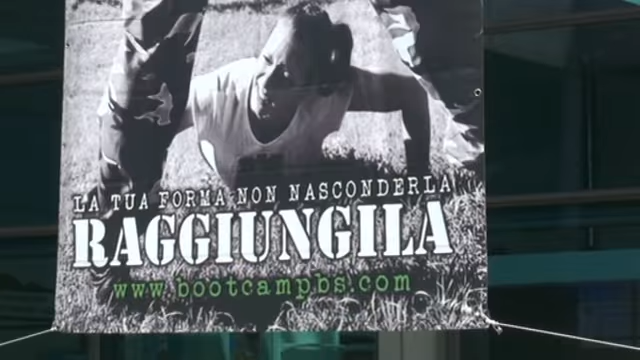 LA TUA FORMA NON NASCONDERLA
RAGGIUNGILA
www.bootcampbs.com